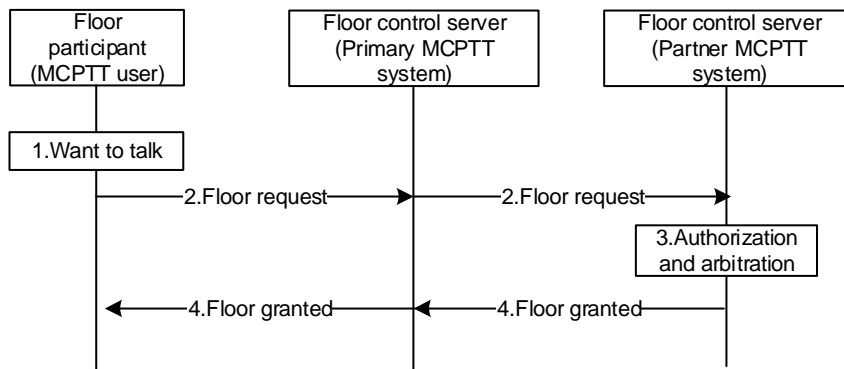 Floor
participant
(MCPTT user)
Floor control server
(Primary MCPTT
system)
Floor control server
(Partner MCPTT
system)
1.Want to talk
2.Floor request
2.Floor request
3.Authorization
and arbitration
4.Floor granted
4.Floor granted